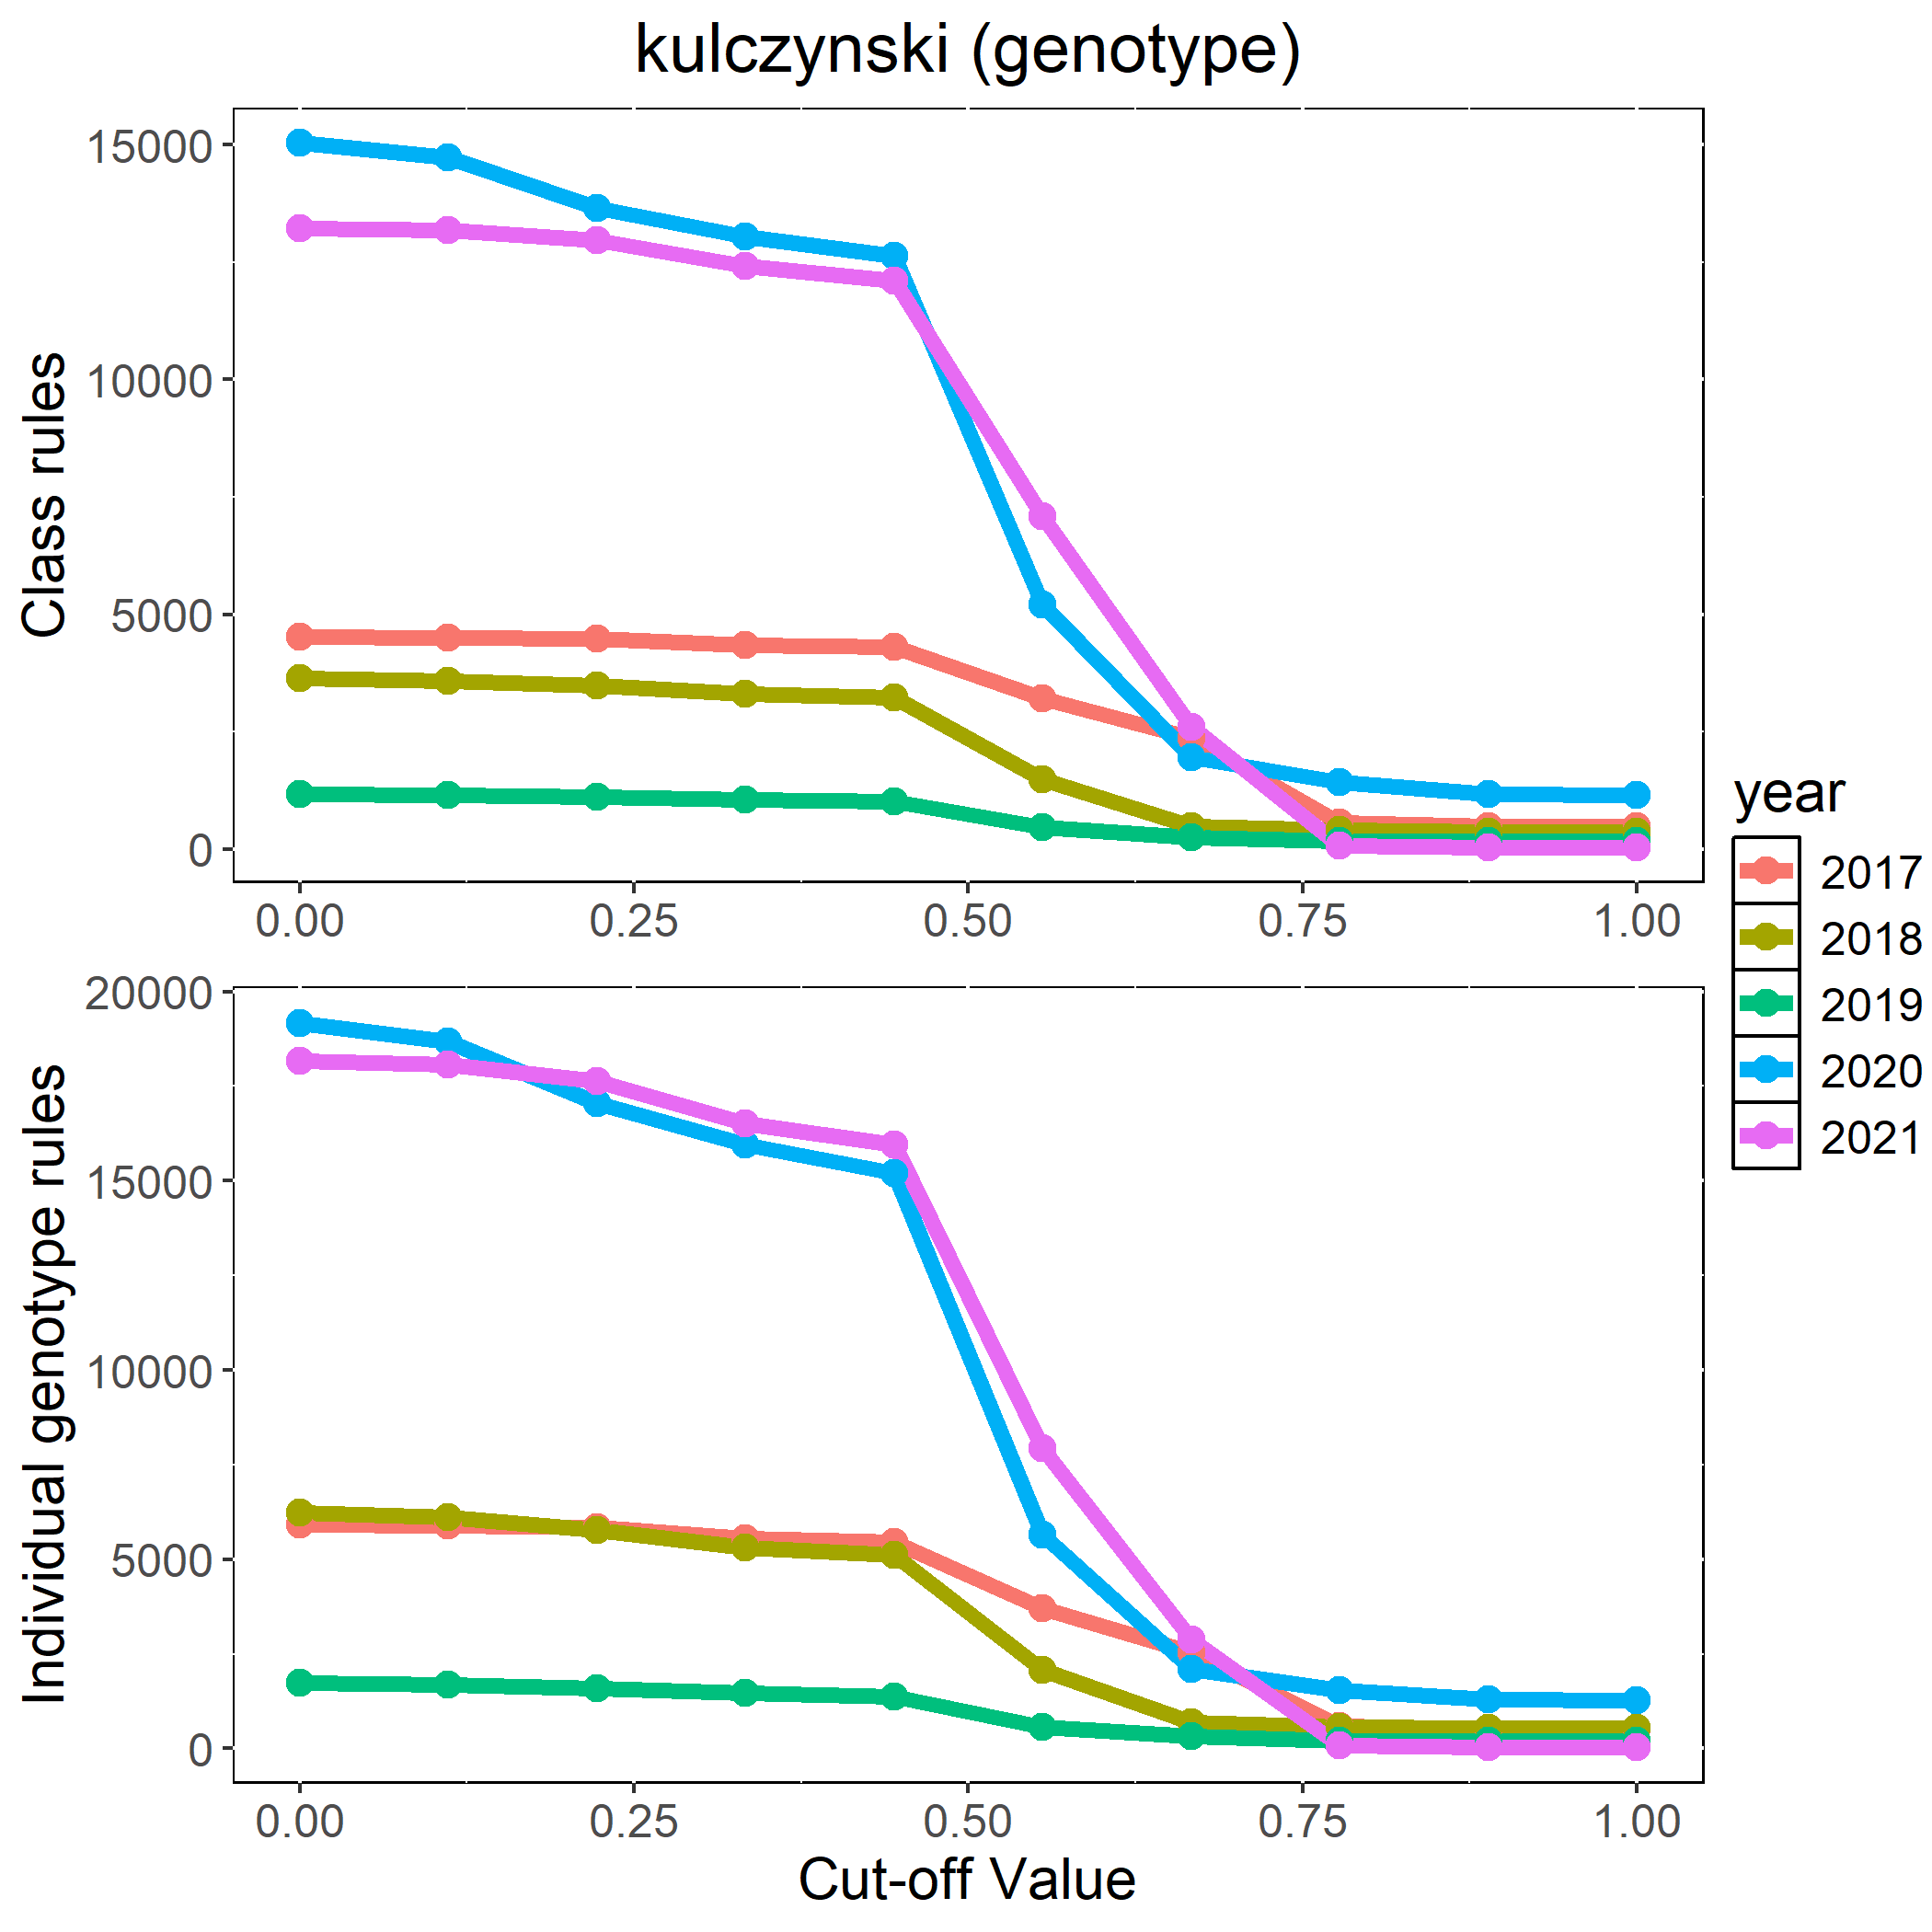 kulczynski (genotype)
Class rules
15000
10000
5000
0
0.00 0.25 0.50 0.75 1.00
Individual genotype rules
20000
15000
10000
5000
0
0.00 0.25 0.50 0.75 1.00
Cut-off Value
year
2017
2018
2019
2020
2021